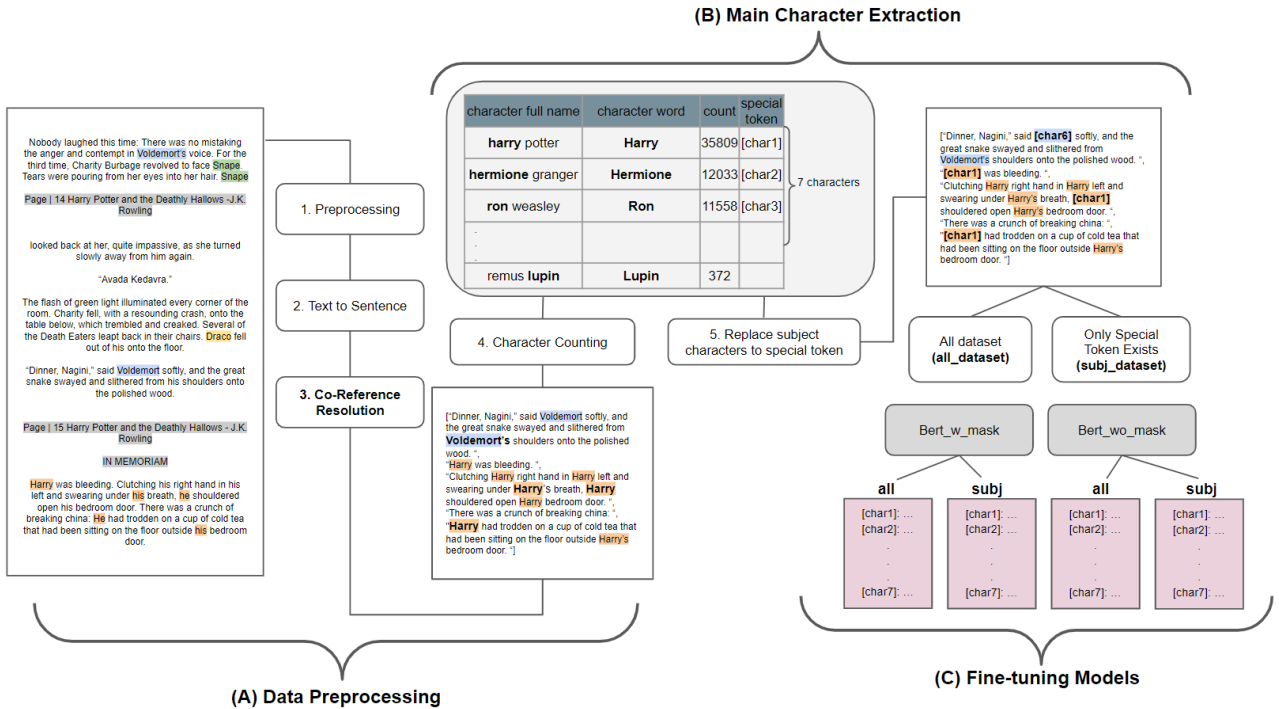 (B) Main Character Extraction
Nobody laughed this time: There was no mistaking
the anger and contempt in Voldemort's voice. For the
third time, Charity Burbage revolved to face Snape.
Tears were pouring from her eyes into her hair. Snape
Page | 14 Harry Potter and the Deathly Hallows -J.K.
Rowling
looked back at her, quite impassive, as she turned
slowly away from him again.
“Avada Kedavra.”
The flash of green light illuminated every corner of the
room. Charity fell, with a resounding crash, onto the
table below, which trembled and creaked. Several of
the Death Eaters leapt back in their chairs. Draco fell
out of his onto the floor.
“Dinner, Nagini,” said Voldemort softly, and the great
snake swayed and slithered from his shoulders onto
the polished wood.
Page | 15 Harry Potter and the Deathly Hallows - J.K.
Rowling
IN MEMORIAM
Harry was bleeding. Clutching his right hand in his
left and swearing under his breath, he shouldered
open his bedroom door. There was a crunch of
breaking china: He had trodden on a cup of cold tea
that had been sitting on the floor outside his bedroom
door.
1. Preprocessing
2. Text to Sentence
3. Co-Reference
Resolution
(A) Data Preprocessing
character full name character word count special
token
harry potter Harry 35809 [char1]
hermione granger Hermione 12033 [char2]
ron weasley Ron 11558 [char3]
.
.
.
remus lupin Lupin 372
7 characters
4. Character Counting
5. Replace subject
characters to special token
[“Dinner, Nagini,” said Voldemort softly, and
the great snake swayed and slithered from
Voldemort's shoulders onto the polished
wood. “,
“Harry was bleeding. “,
“Clutching Harry right hand in Harry left and
swearing under Harry's breath, Harry
shouldered open Harry bedroom door. “,
“There was a crunch of breaking china: “,
“Harry had trodden on a cup of cold tea that
had been sitting on the floor outside Harry's
bedroom door. “]
[“Dinner, Nagini,” said [char6] softly, and the
great snake swayed and slithered from
Voldemort's shoulders onto the polished wood. “,
“[char1] was bleeding. “,
“Clutching Harry right hand in Harry left and
swearing under Harry's breath, [char1]
shouldered open Harry's bedroom door. “,
“There was a crunch of breaking china: “,
“[char1] had trodden on a cup of cold tea that
had been sitting on the floor outside Harry's
bedroom door. “]
All dataset
(all_dataset)
Only Special
Token Exists
(subj_dataset)
Bert_w_mask
Bert_wo_mask
all subj all subj
[char1]: … [char1]: … [char1]: … [char1]: …
[char2]: … [char2]: … [char2]: … [char2]: …
. . . .
. . . .
. . . .
[char7]: … [char7]: … [char7]: … [char7]: …
(C) Fine-tuning Models